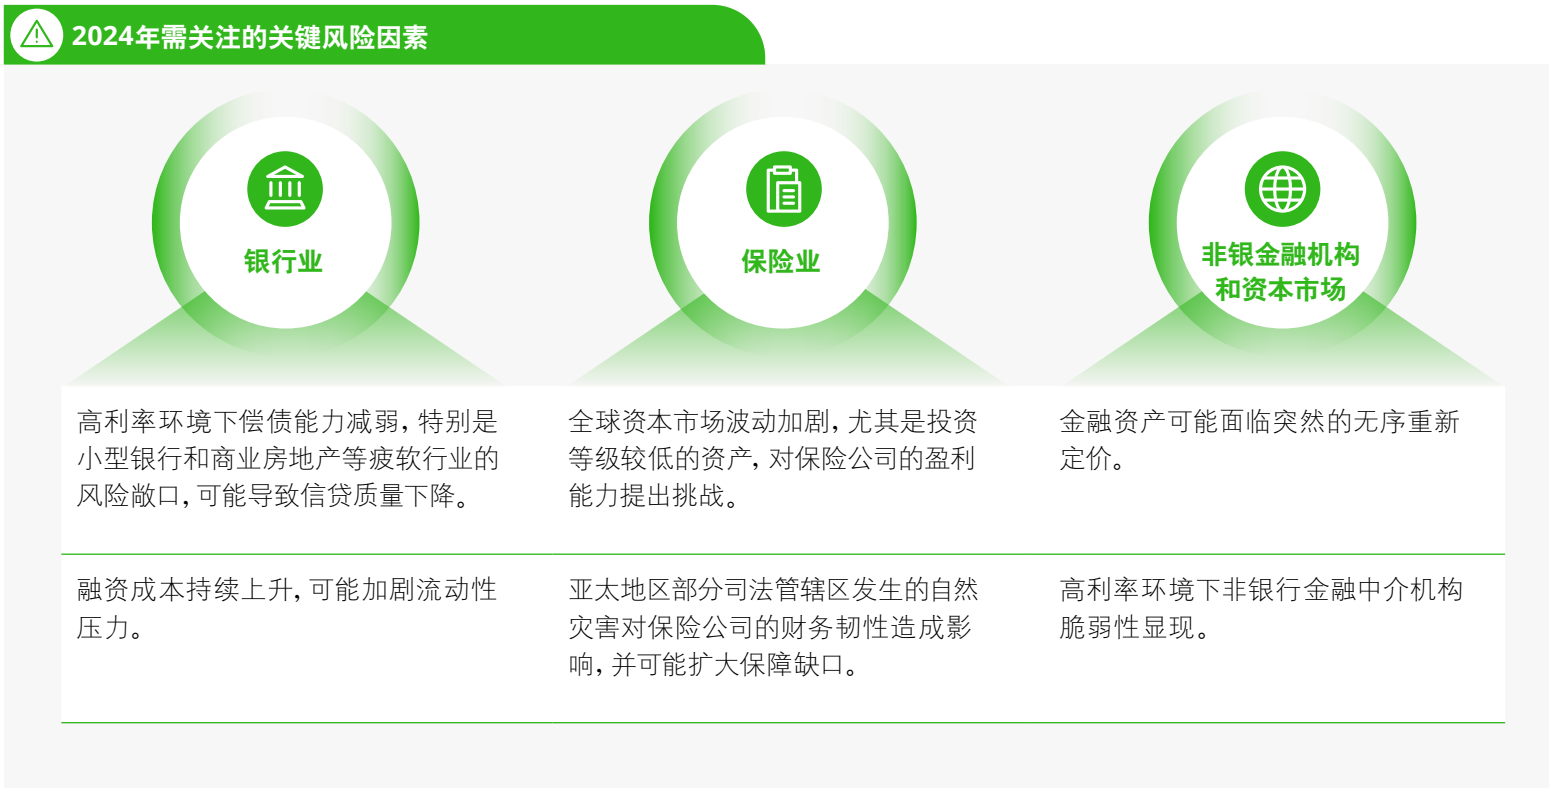 2024年需关注的关键风险因素
银行业
保险业
非银金融机构
和资本市场
高利率环境下偿债能力减弱，特别是
小型银行和商业房地产等疲软行业的
风险敞口，可能导致信贷质量下降。
全球资本市场波动加剧，尤其是投资
等级较低的资产，对保险公司的盈利
能力提出挑战。
金融资产可能面临突然的无序重新
定价。
融资成本持续上升，可能加剧流动性
压力。
亚太地区部分司法管辖区发生的自然
灾害对保险公司的财务韧性造成影
响，并可能扩大保障缺口。
高利率环境下非银行金融中介机构
脆弱性显现。